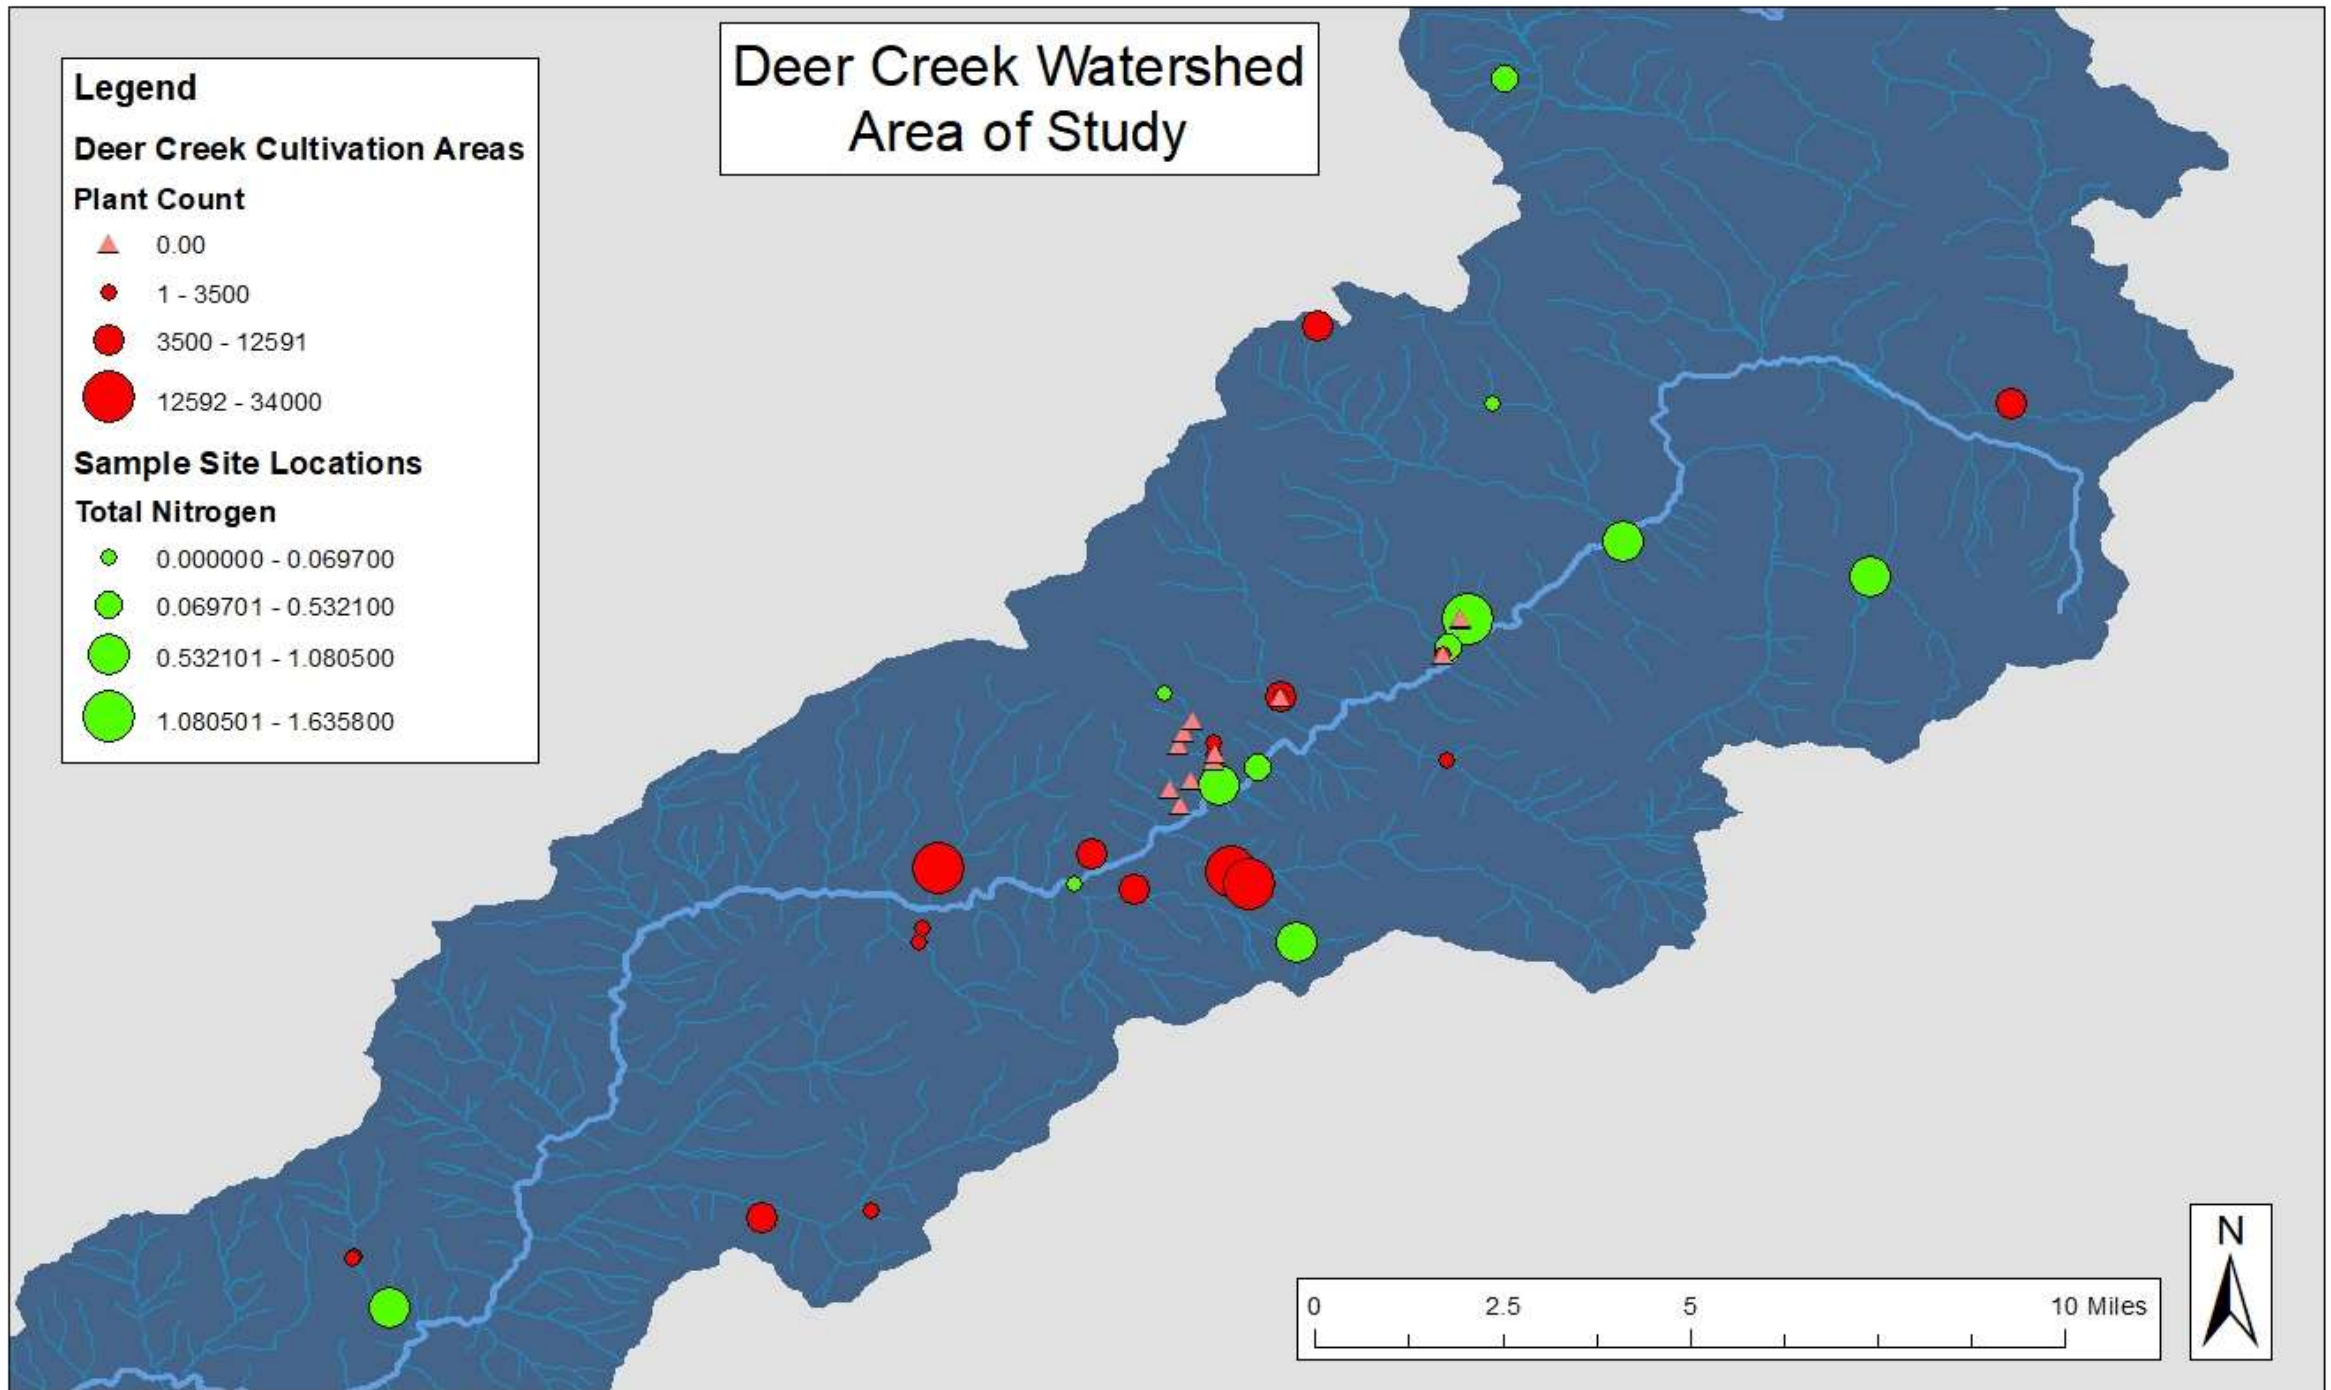 Deer Creek Watershed
Area of Study
Legend
Deer Creek Cultivation Areas
Plant Count
0.00
1 - 3500
3500 - 12591
12592 - 34000
Sample Site Locations
Total Nitrogen
0.000000 - 0.069700
0.069701 - 0.532100
0.532101 - 1.080500
1.080501 - 1.635800
0 2.5 5 10 Miles
N